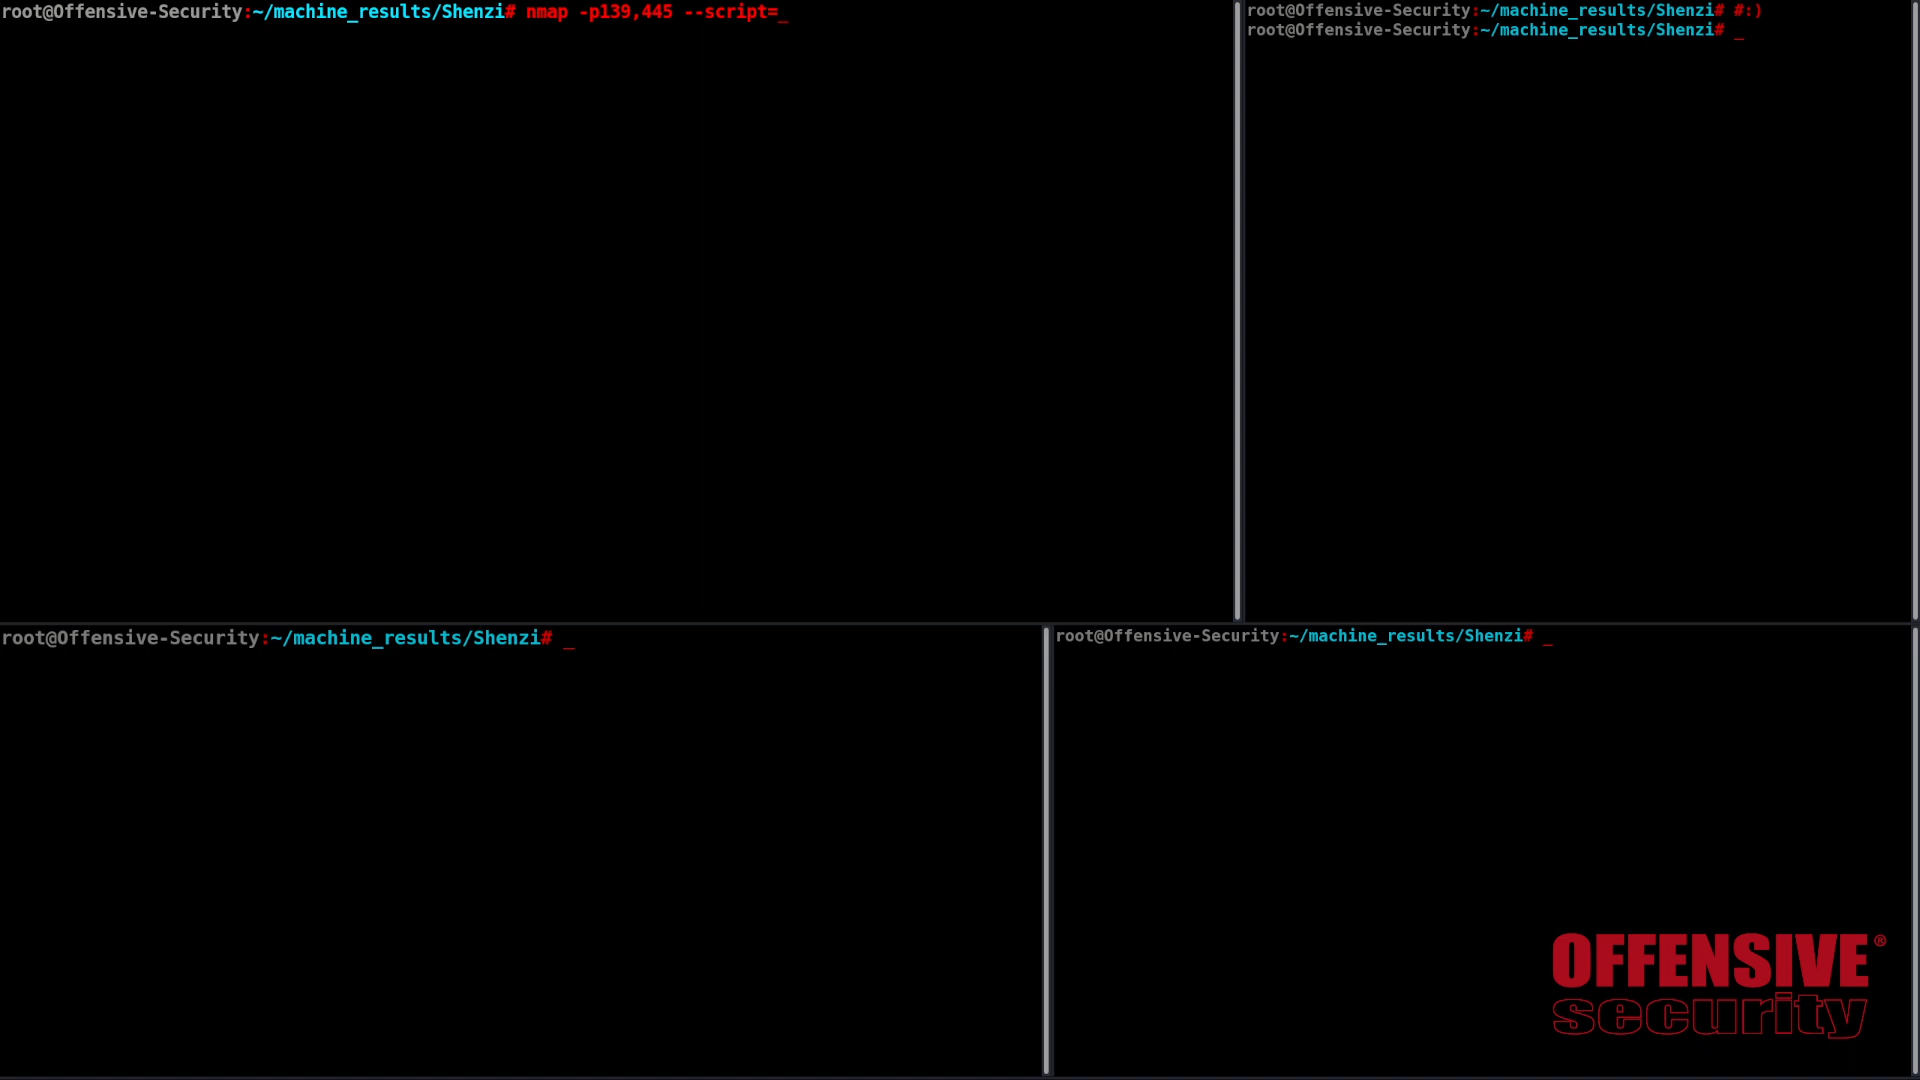 root@Offensive-Security:~/machine_results/Shenzi# nmap -p139,445 --script=_
root@Offensive-Security:~/machine_results/Shenzi# #:)
root@Offensive-Security:~/machine_results/Shenzi# _
root@Offensive-Security:~/machine_results/Shenzi# _
root@Offensive-Security:~/machine_results/Shenzi# _
OFFENSIVE®
security